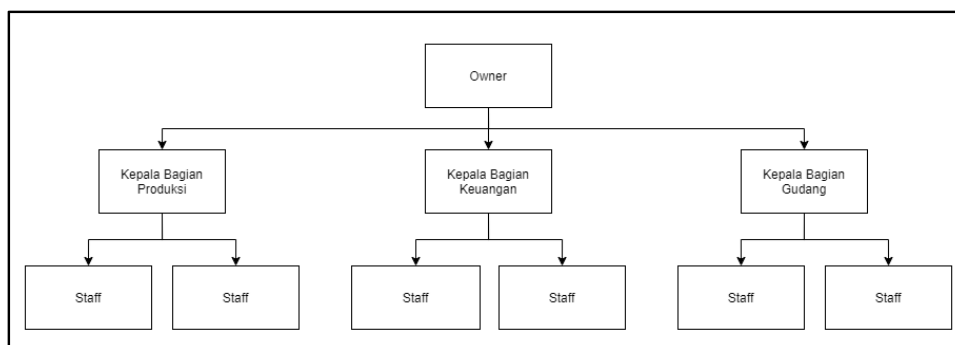 Owner
Kepala Bagian
Produksi
Kepala Bagian
Keuangan
Kepala Bagian
Gudang
Staff
Staff
Staff
Staff
Staff
Staff